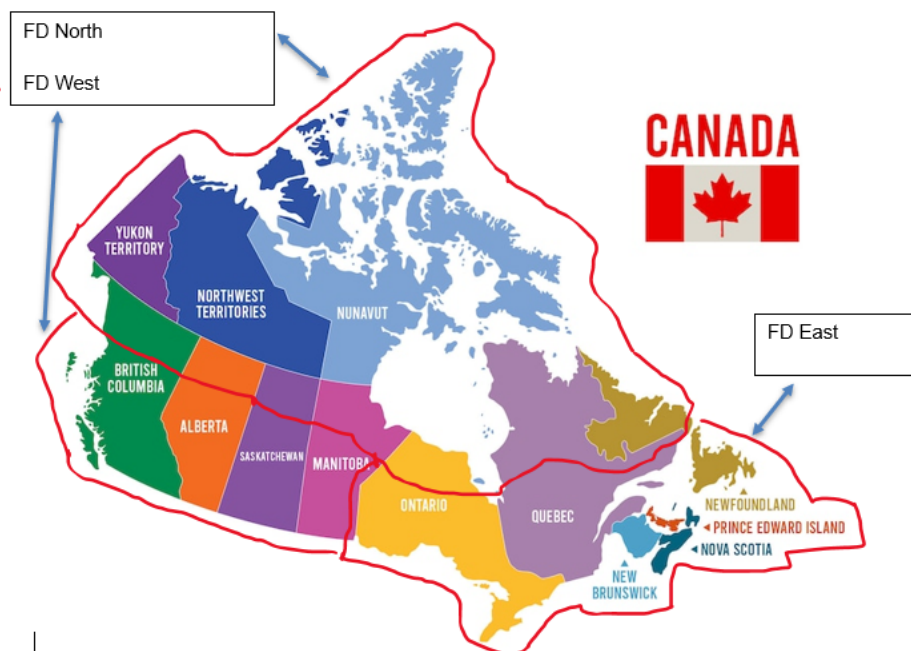 FD North
FD West
CANADA
YUKON
TERRITORY
NORTHWEST
TERRITORIES
NUNAVUT
FD East
BRITISH
COLUMBIA
ALBERTA
SASKATCHEWAN
MANITOBA
ONTARIO
QUEBEC
NEWFOUNDLAND
PRINCE EDWARD ISLAND
NOVA SCOTIA
NEW
BRUNSWICK